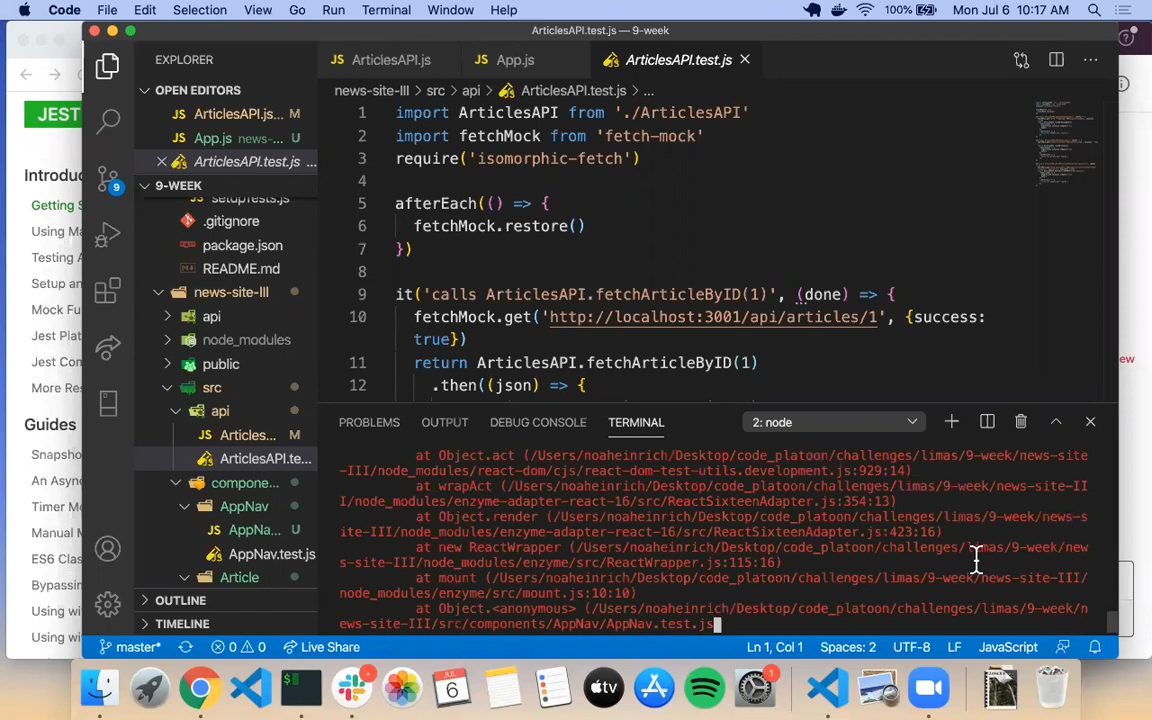 Code File Edit Selection View Go Run Terminal Window Help 100% Mon Jul 6 10:17 AM
ArticlesAPI.test.js — 9-week
JEST
Introduc
Getting S
Using Ma
Testing A
Setup an
Mock Fu
Jest Plat
Jest Com
More Res
Guides
Snapshot
An Async
Timer Mo
Manual M
ES6 Class
Bypassing
Using wit
Using wit
EXPLORER
OPEN EDITORS
ArticlesAPI.js... M
App.js news-... U
ArticlesAPI.test.js ...
9-WEEK
setupTests.js
.gitignore
package.json
README.md
news-site-III
api
node_modules
public
src
api
Articles... M
ArticlesAPI.te...
compone...
AppNav
AppNa... U
AppNav.test.js
Article
OUTLINE
TIMELINE
9
ArticlesAPI.js App.js ArticlesAPI.test.js
news-site-III > src > api > ArticlesAPI.test.js > ...
1 import ArticlesAPI from './ArticlesAPI'
2 import fetchMock from 'fetch-mock'
3 require('isomorphic-fetch')
4
5 afterEach(() => {
6 fetchMock.restore()
7 })
8
9 it('calls ArticlesAPI.fetchArticleByID(1)', (done) => {
10 fetchMock.get('http://localhost:3001/api/articles/1', {success:
true})
11 return ArticlesAPI.fetchArticleByID(1)
12 .then((json) => {
PROBLEMS OUTPUT DEBUG CONSOLE TERMINAL 2: node
at Object.act (/Users/noaheinrich/Desktop/code_platoon/challenges/limas/9-week/news-site
-III/node_modules/react-dom/cjs/react-dom-test-utils.development.js:929:14)
at wrapAct (/Users/noaheinrich/Desktop/code_platoon/challenges/limas/9-week/news-site-II
I/node_modules/enzyme-adapter-react-16/src/ReactSixteenAdapter.js:354:13)
at Object.render (/Users/noaheinrich/Desktop/code_platoon/challenges/limas/9-week/news-s
ite-III/node_modules/enzyme-adapter-react-16/src/ReactSixteenAdapter.js:423:16)
at new ReactWrapper (/Users/noaheinrich/Desktop/code_platoon/challenges/limas/9-week/new
s-site-III/node_modules/enzyme/src/ReactWrapper.js:115:16)
at mount (/Users/noaheinrich/Desktop/code_platoon/challenges/limas/9-week/news-site-III/
node_modules/enzyme/src/mount.js:10:10)
at Object.<anonymous> (/Users/noaheinrich/Desktop/code_platoon/challenges/limas/9-week/n
ews-site-III/src/components/AppNav/AppNav.test.js
ew
master* 0 0 Live Share Ln 1, Col 1 Spaces: 2 UTF-8 LF JavaScript
JUL
6
tv
1